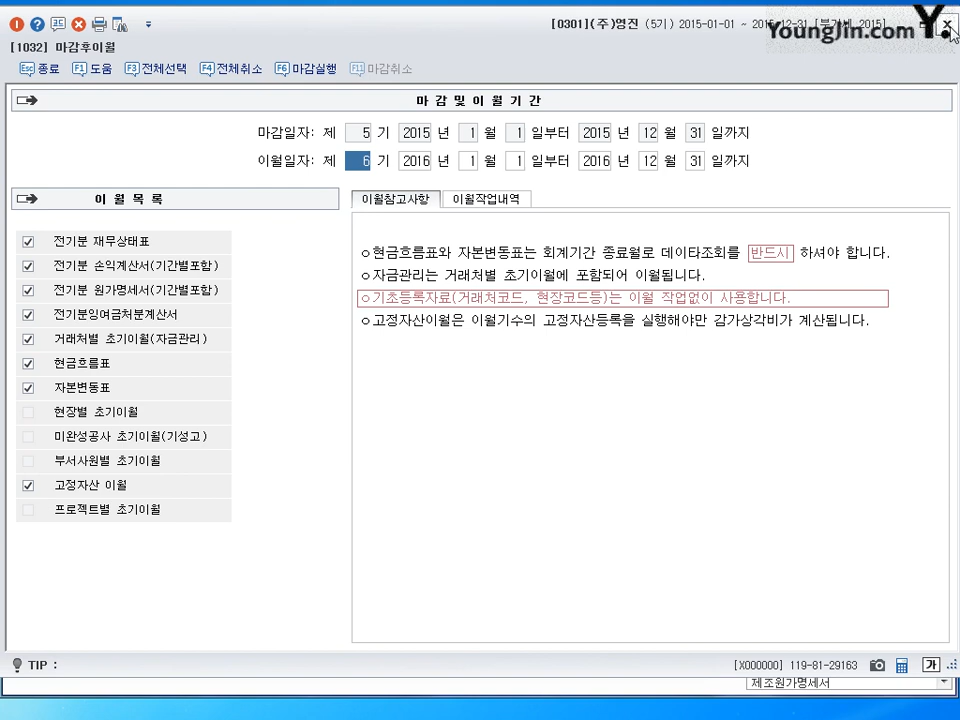 [0301](주)영진 (5기) 2015-01-01 ~ 2015-12-31 [부가세 2015]
YoungJin.com Y.
[1032] 마감후이월
Esc 종료 F1 도움 F3 전체선택 F4 전체취소 F6 마감실행 F11 마감취소
마 감 및 이 월 기 간
마감일자: 제 5 기 2015 년 1 월 1 일부터 2015 년 12 월 31 일까지
이월일자: 제 6 기 2016 년 1 월 1 일부터 2016 년 12 월 31 일까지
이 월 목 록
이월참고사항 이월작업내역
전기분 재무상태표
전기분 손익계산서(기간별포함)
전기분 원가명세서(기간별포함)
전기분잉여금처분계산서
거래처별 초기이월(자금관리)
현금흐름표
자본변동표
현장별 초기이월
미완성공사 초기이월(기성고)
부서사원별 초기이월
고정자산 이월
프로젝트별 초기이월
ㅇ현금흐름표와 자본변동표는 회계기간 종료월로 데이타조회를 반드시 하셔야 합니다.
ㅇ자금관리는 거래처별 초기이월에 포함되어 이월됩니다.
ㅇ기초등록자료(거래처코드, 현장코드등)는 이월 작업없이 사용합니다.
ㅇ고정자산이월은 이월기수의 고정자산등록을 실행해야만 감가상각비가 계산됩니다.
TIP :
[X000000] 119-81-29163 가
제조원가명세서